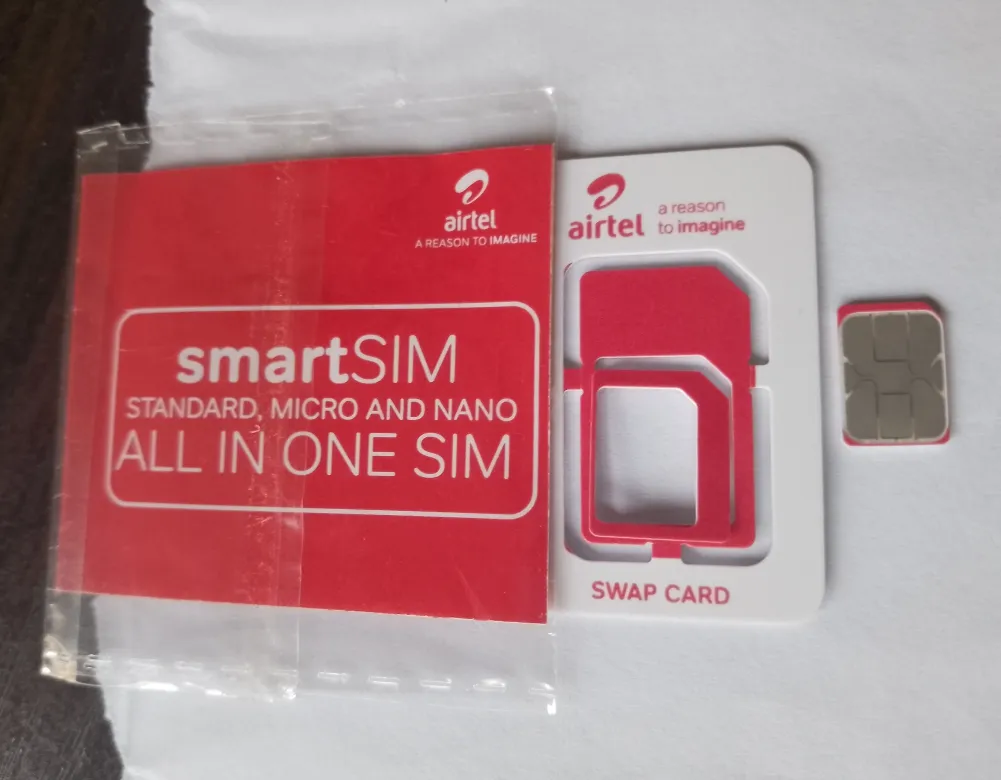 airtel
A REASON TO IMAGINE
smartSIM
STANDARD, MICRO AND NANO
ALL IN ONE SIM
airtel
a reason
to imagine
SWAP CARD